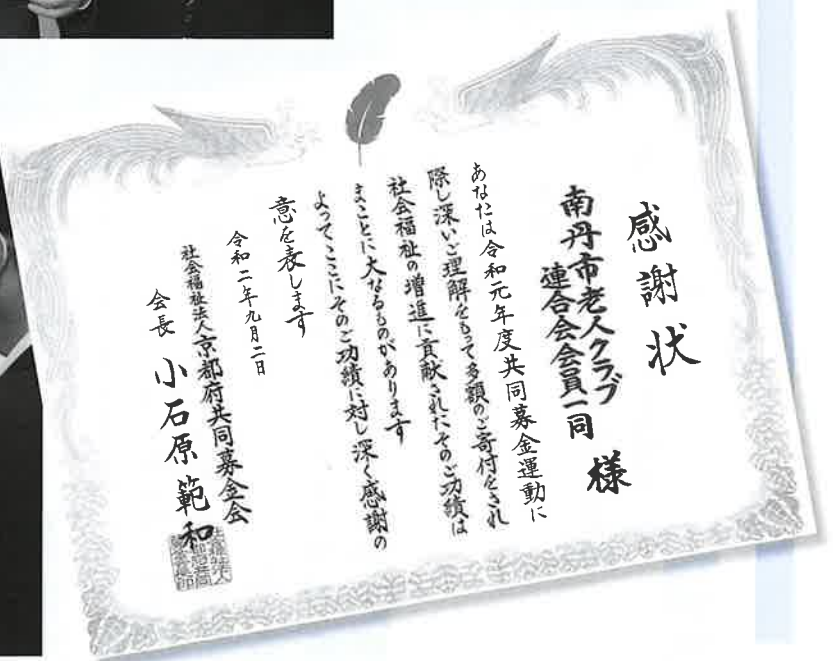 感謝状
南丹市老人クラブ
連合会会員一同 様
あなたは令和元年度共同募金運動に
際し深いご理解をもって多額のご寄付をされ
社会福祉の増進に貢献されたそのご功績は
まことに大なるものがあります
よってここにそのご功績に対し深く感謝の
意を表します
令和二年九月二日
社会福祉法人京都府共同募金会
会長 小石原範和